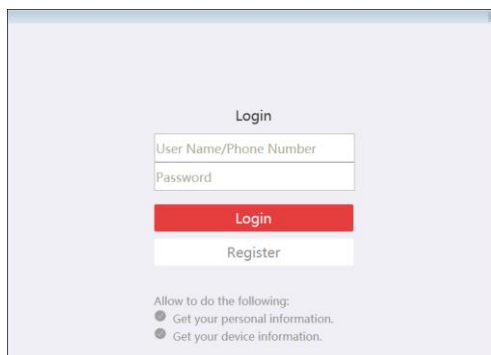 Login
User Name/Phone Number
Password
Login
Register
Allow to do the following:
Get your personal information.
Get your device information.